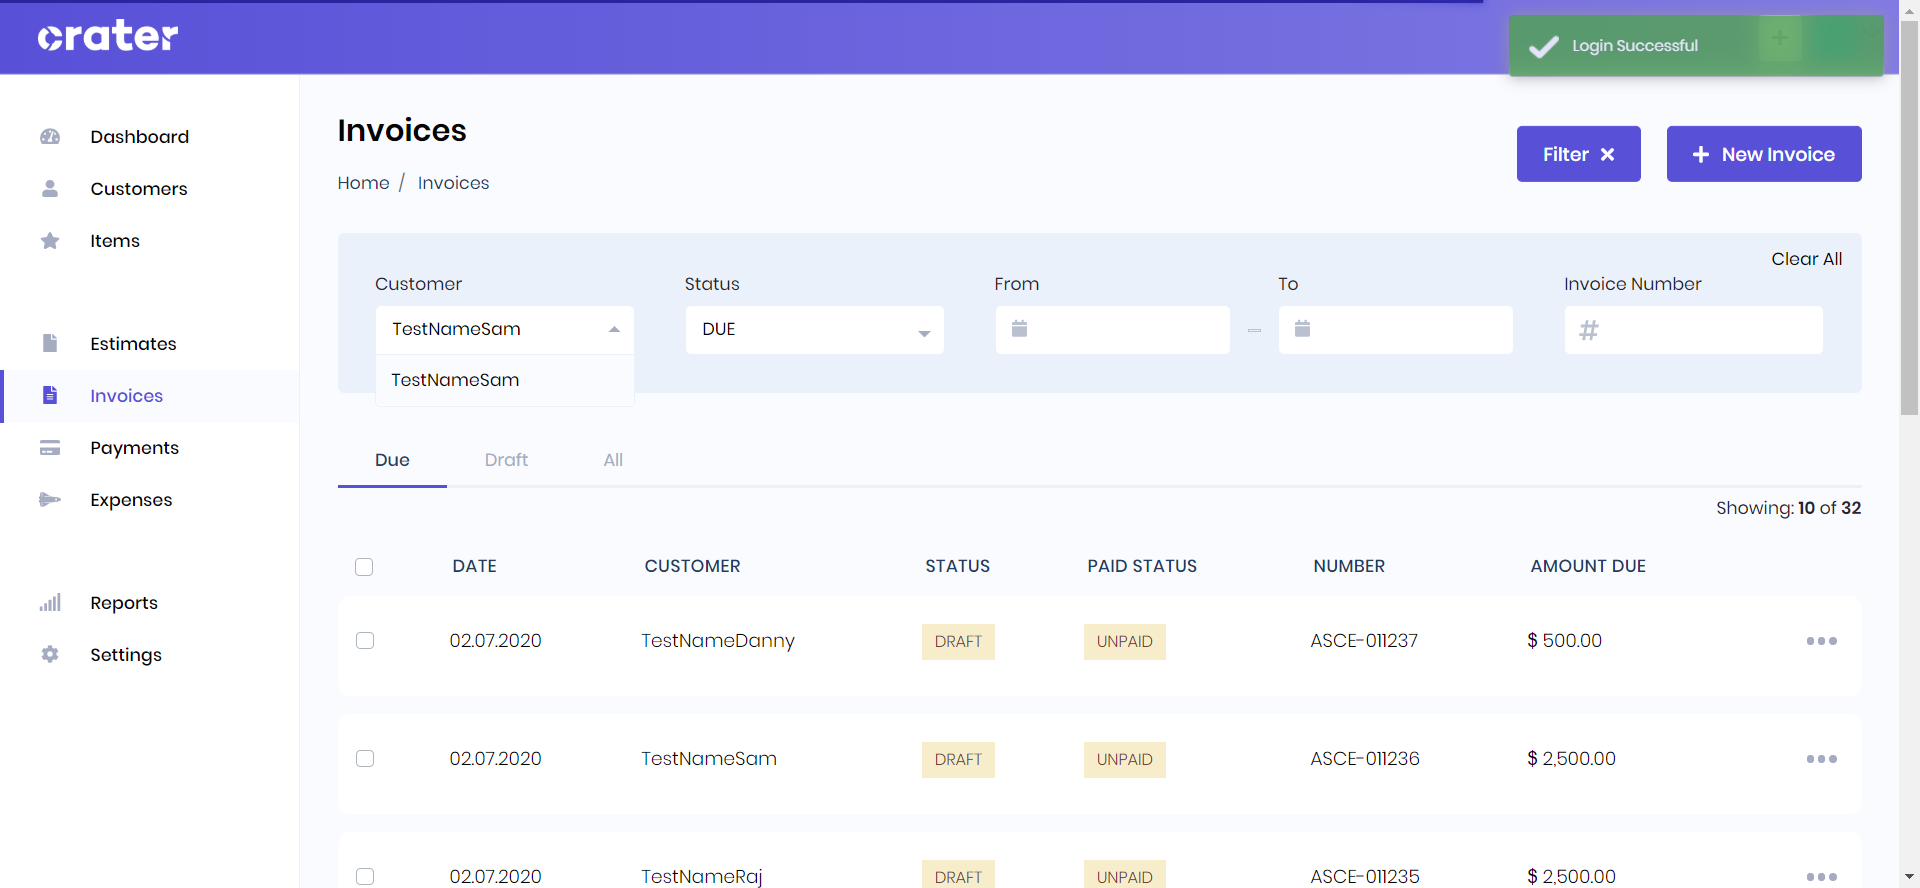 crater
Login Successful
Dashboard
Customers
Items
Estimates
Invoices
Payments
Expenses
Reports
Settings
Invoices
Home / Invoices
Filter
New Invoice
Clear All
Customer
Status
From
To
Invoice Number
TestNameSam
DUE
#
TestNameSam
Due
Draft
All
Showing: 10 of 32
DATE CUSTOMER STATUS PAID STATUS NUMBER AMOUNT DUE
02.07.2020 TestNameDanny DRAFT UNPAID ASCE-011237 $ 500.00
02.07.2020 TestNameSam DRAFT UNPAID ASCE-011236 $ 2,500.00
02.07.2020 TestNameRaj DRAFT UNPAID ASCE-011235 $ 2,500.00